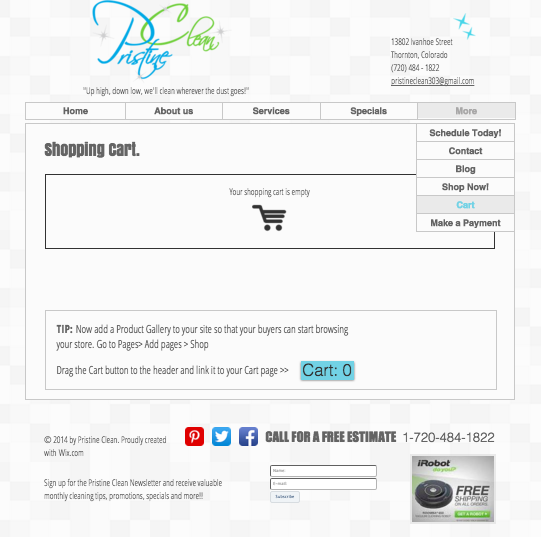 Pristine Clean
"Up high, down low, we'll clean wherever the dust goes!"
13802 Ivanhoe Street
Thornton, Colorado
(720) 484 - 1822
pristineclean303@gmail.com
Home
About us
Services
Specials
More
Schedule Today!
Contact
Blog
Shop Now!
Cart
Make a Payment
Shopping Cart.
Your shopping cart is empty
TIP: Now add a Product Gallery to your site so that your buyers can start browsing
your store. Go to Pages> Add pages > Shop
Drag the Cart button to the header and link it to your Cart page >>
Cart: 0
© 2014 by Pristine Clean. Proudly created
with Wix.com
CALL FOR A FREE ESTIMATE 1-720-484-1822
Sign up for the Pristine Clean Newsletter and receive valuable
monthly cleaning tips, promotions, specials and more!!!
Name
E-mail
Subscribe
iRobot
do you?
FREE
SHIPPING
ON ALL ORDERS
GET A ROBOT